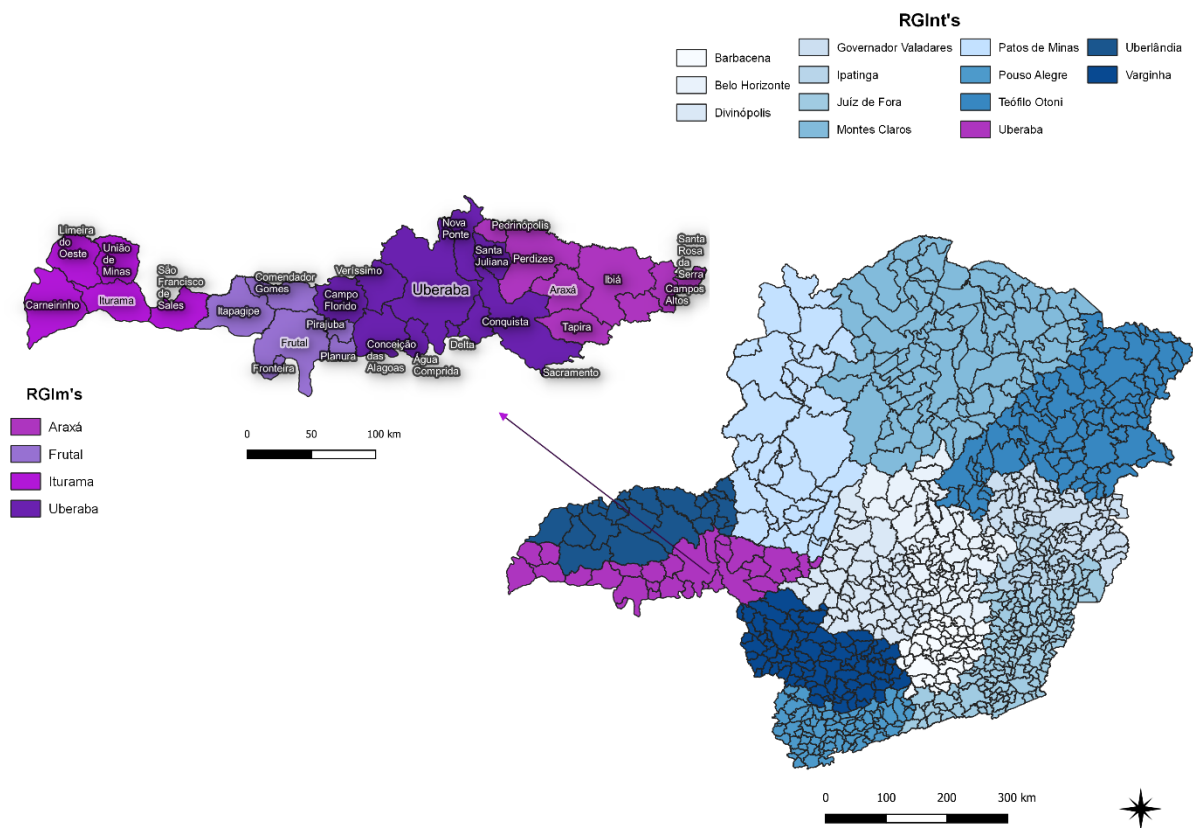 RGInt's
Barbacena
Belo Horizonte
Divinópolis
Governador Valadares
Ipatinga
Juíz de Fora
Montes Claros
Patos de Minas
Pouso Alegre
Teófilo Otoni
Uberaba
Uberlândia
Varginha
Limeira
do
Oeste
União
de
Minas
Carneirinho
Iturama
São
Francisco
de
Sales
Itapagipe
Comendador
Gomes
Frutal
Fronteira
Veríssimo
Campo
Florido
Pirajuba
Planura
Conceição
das
Alagoas
Água
Comprida
Uberaba
Delta
Nova
Ponte
Santa
Juliana
Pedrinópolis
Perdizes
Conquista
Sacramento
Araxá
Tapira
Ibiá
Santa
Rosa
da
Serra
Campos
Altos
RGIm's
Araxá
Frutal
Iturama
Uberaba
0 50 100 km
0 100 200 300 km